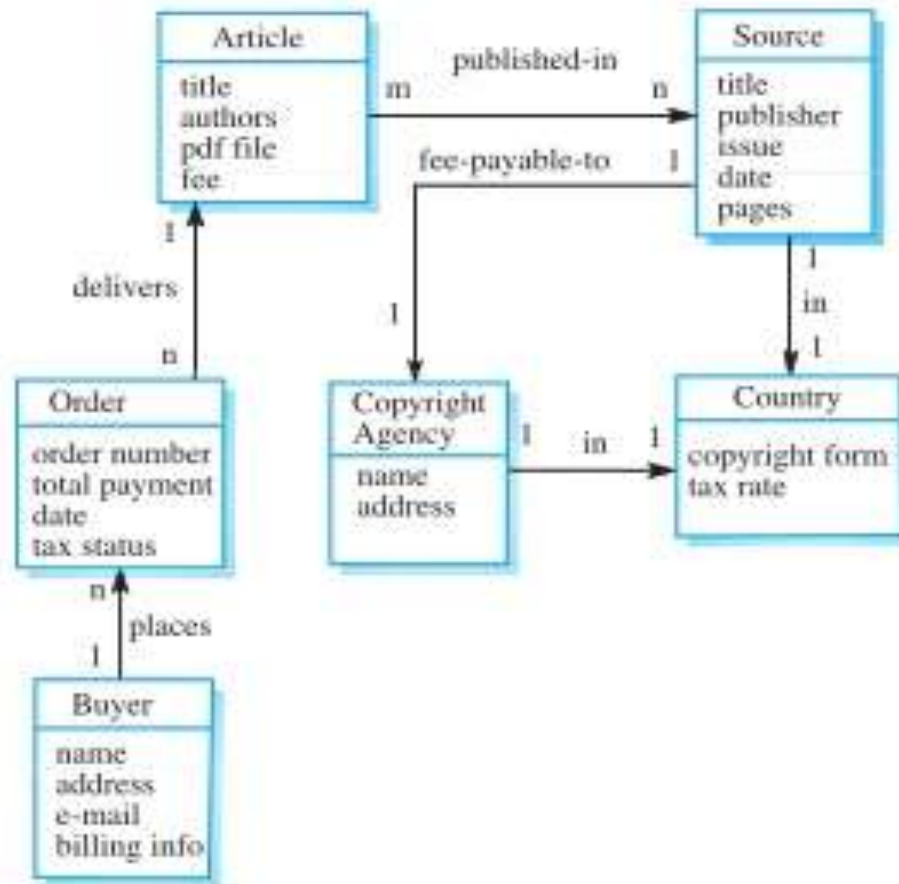 Article
title
authors
pdf file
fee
published-in
m
n
Source
title
publisher
issue
date
pages
fee-payable-to
1
1
1
delivers
n
1
in
1
Order
order number
total payment
date
tax status
Copyright
Agency
name
address
1
in
1
Country
copyright form
tax rate
n
places
1
Buyer
name
address
e-mail
billing info